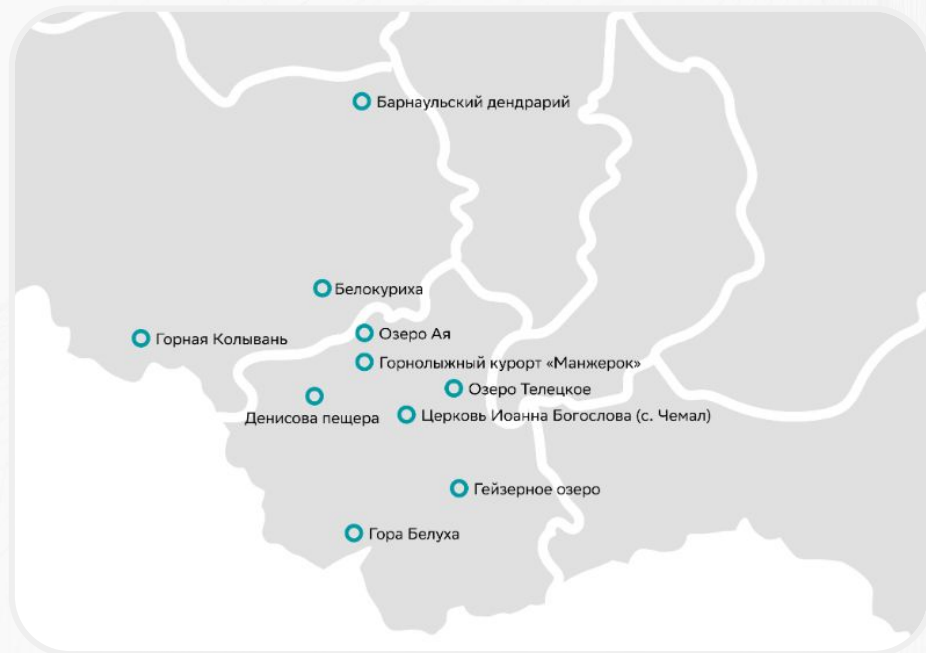 Барнаульский дендрарий
Белокуриха
Озеро Ая
Горная Колывань
Горнолыжный курорт «Манжерок»
Озеро Телецкое
Денисова пещера
Церковь Иоанна Богослова (с. Чемал)
Гейзерное озеро
Гора Белуха